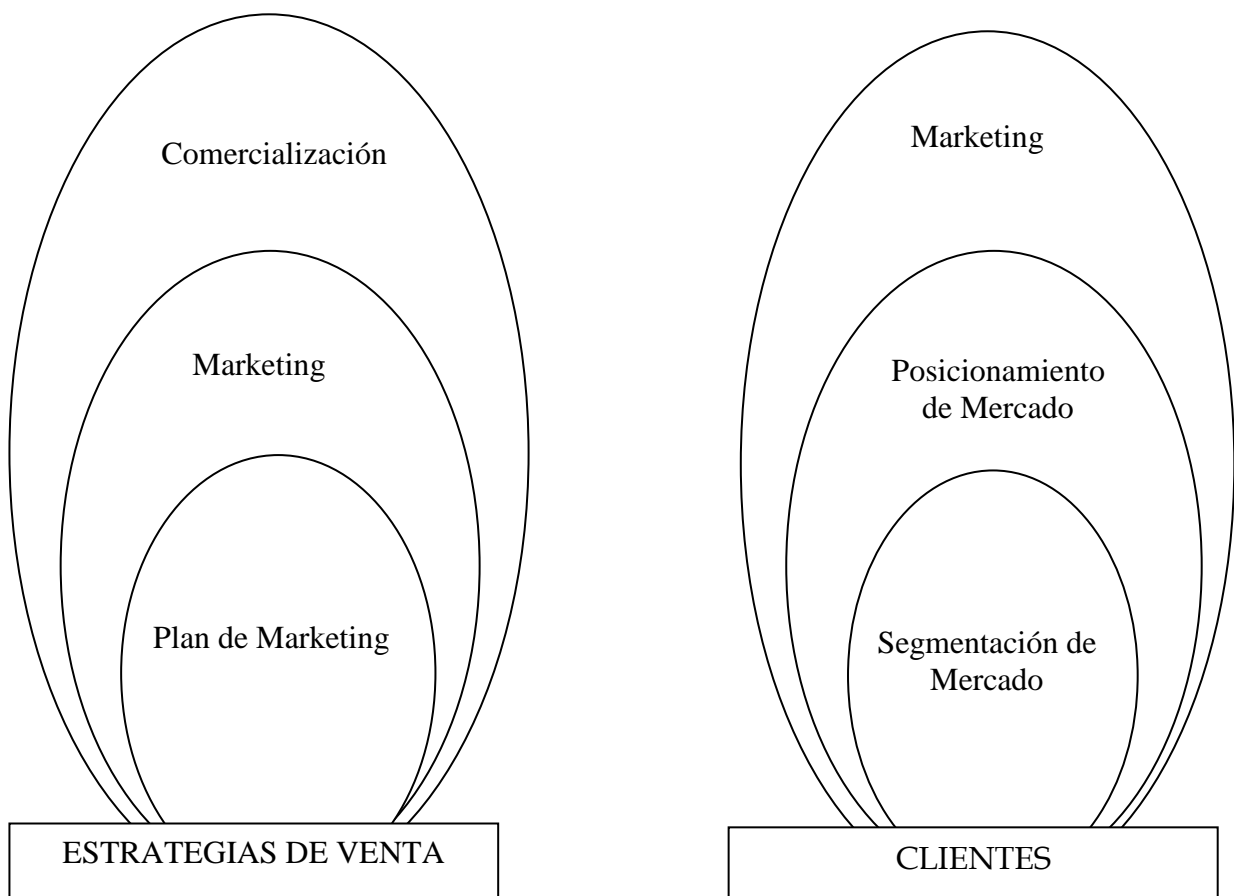 Comercialización
Marketing
Plan de Marketing
ESTRATEGIAS DE VENTA
Marketing
Posicionamiento
de Mercado
Segmentación de
Mercado
CLIENTES